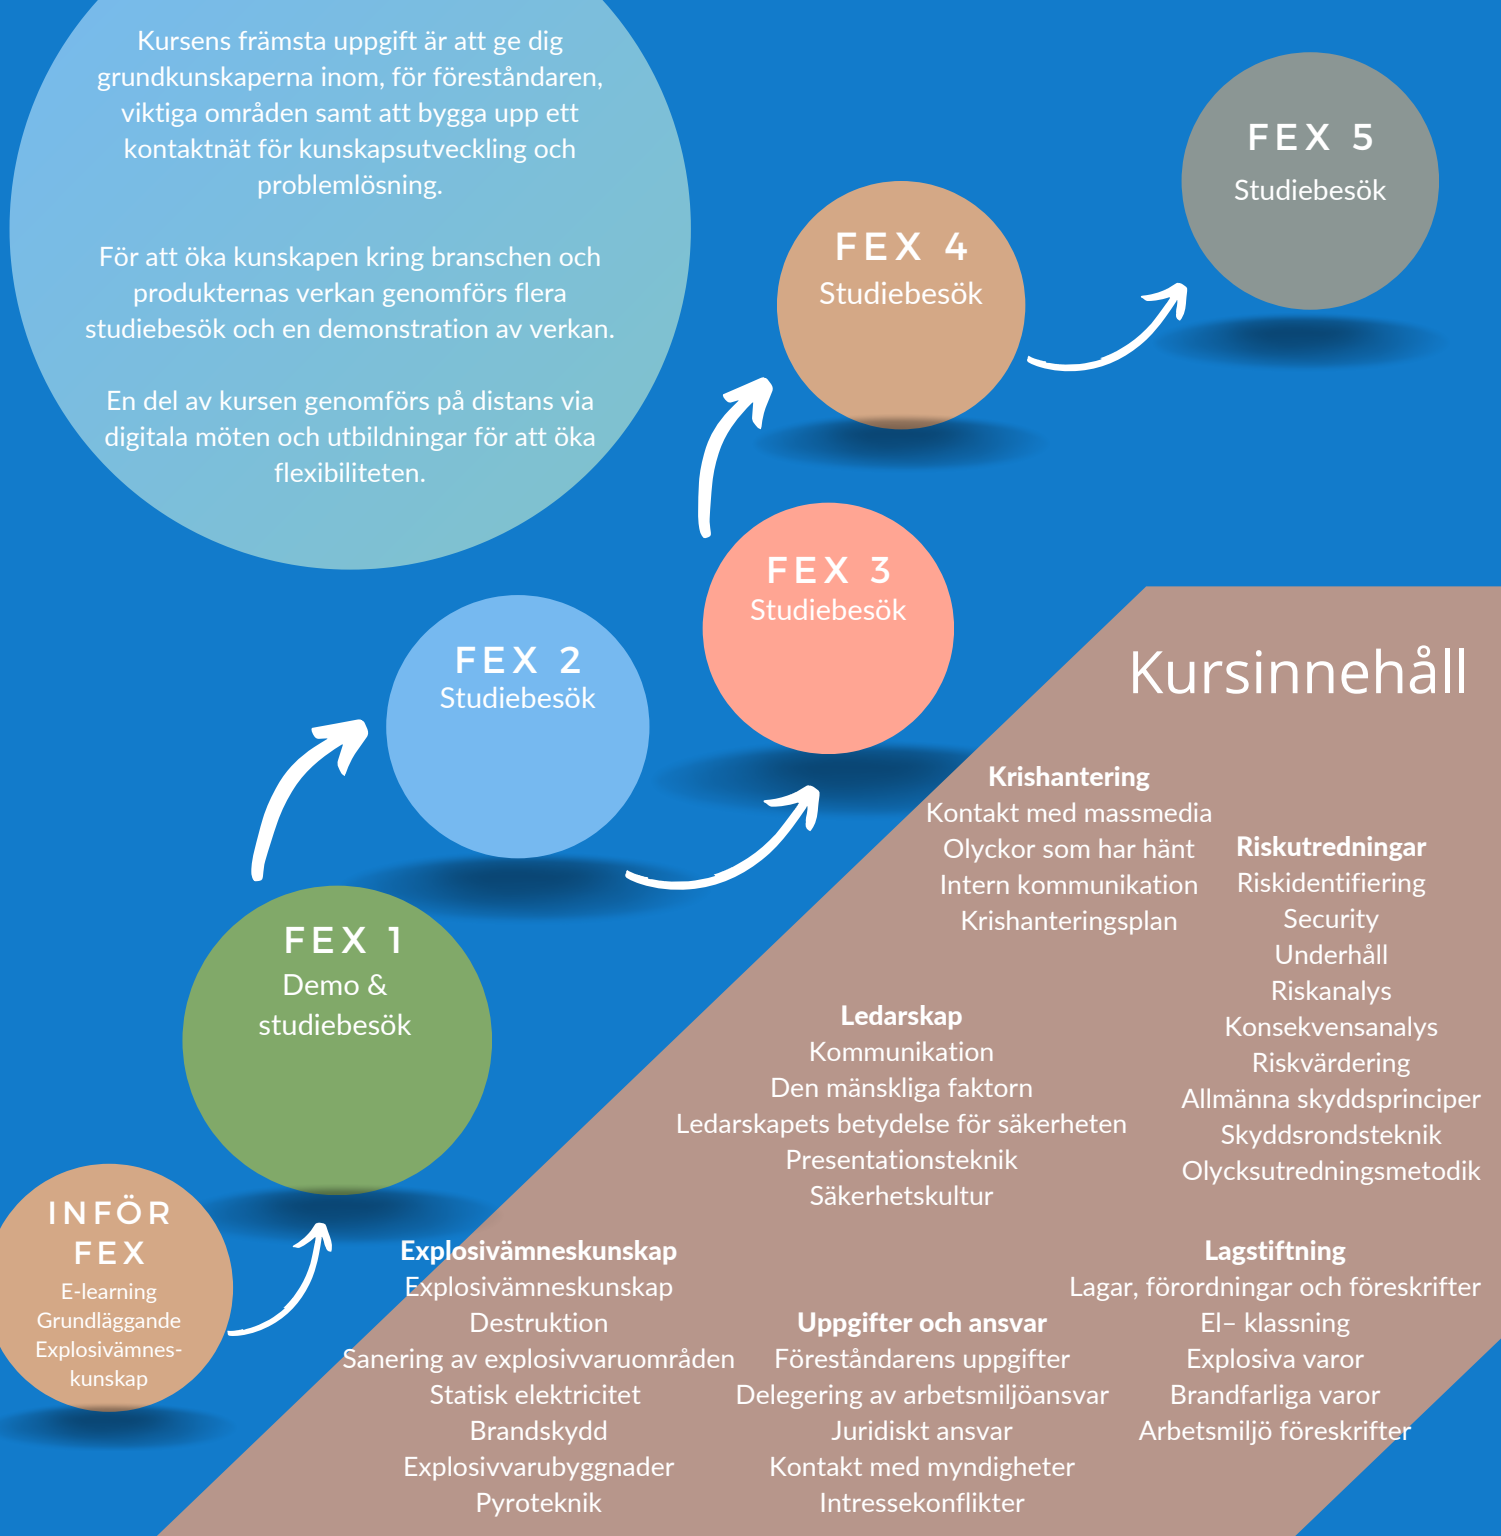 Kursens främsta uppgift är att ge dig
grundkunskaperna inom, för föreståndaren,
viktiga områden samt att bygga upp ett
kontaktnät för kunskapsutveckling och
problemlösning.
För att öka kunskapen kring branschen och
produkternas verkan genomförs flera
studiebesök och en demonstration av verkan.
En del av kursen genomförs på distans via
digitala möten och utbildningar för att öka
flexibiliteten.
FEX 5
Studiebesök
FEX 4
Studiebesök
FEX 3
Studiebesök
FEX 2
Studiebesök
FEX 1
Demo &
studiebesök
INFÖR
FEX
E-learning
Grundläggande
Explosivämnes-
kunskap
Kursinnehåll
Krishantering
Kontakt med massmedia
Olyckor som har hänt
Intern kommunikation
Krishanteringsplan
Riskutredningar
Riskidentifiering
Security
Underhåll
Riskanalys
Konsekvensanalys
Riskvärdering
Allmänna skyddsprinciper
Skyddsrondsteknik
Olycksutredningsmetodik
Ledarskap
Kommunikation
Den mänskliga faktorn
Ledarskapets betydelse för säkerheten
Presentationsteknik
Säkerhetskultur
Explosivämneskunskap
Explosivämneskunskap
Destruktion
Sanering av explosivvaruområden
Statisk elektricitet
Brandskydd
Explosivvarubyggnader
Pyroteknik
Uppgifter och ansvar
Föreståndarens uppgifter
Delegering av arbetsmiljöansvar
Juridiskt ansvar
Kontakt med myndigheter
Intressekonflikter
Lagstiftning
Lagar, förordningar och föreskrifter
El– klassning
Explosiva varor
Brandfarliga varor
Arbetsmiljö föreskrifter